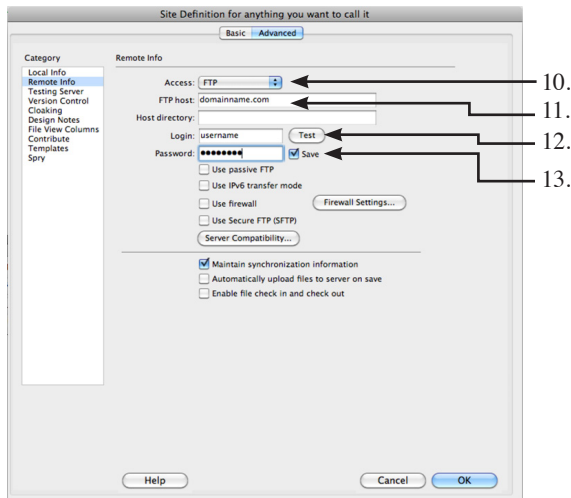 Site Definition for anything you want to call it
Basic Advanced
Category
Remote Info
Local Info
Remote Info
Testing Server
Version Control
Cloaking
Design Notes
File View Columns
Contribute
Templates
Spry
Access: FTP
10.
FTP host: domainname.com
11.
Host directory:
Login: username
Test
12.
Password: ••••••••
Save
13.
Use passive FTP
Use IPv6 transfer mode
Use firewall
Firewall Settings...
Use Secure FTP (SFTP)
Server Compatibility...
Maintain synchronization information
Automatically upload files to server on save
Enable file check in and check out
Help
Cancel
OK